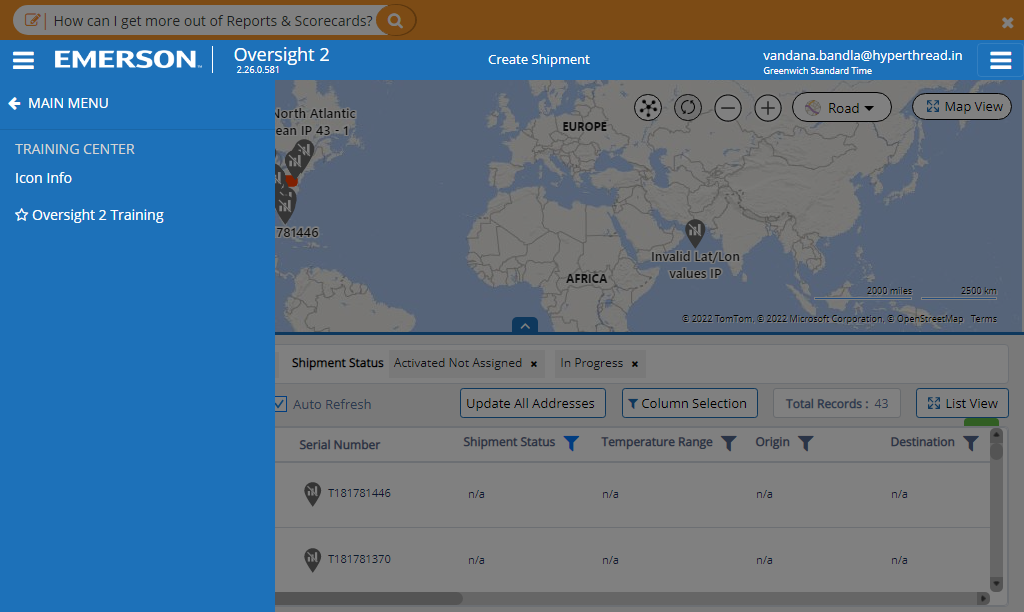 How can I get more out of Reports & Scorecards?
EMERSON
Oversight 2
2.26.0.581
Create Shipment
vandana.bandla@hyperthread.in
Greenwich Standard Time
MAIN MENU
TRAINING CENTER
Icon Info
Oversight 2 Training
North Atlantic
ean IP 43 - 1
781446
EUROPE
AFRICA
Invalid Lat/Lon
values IP
Road
Map View
2000 miles
2500 km
© 2022 TomTom, © 2022 Microsoft Corporation, © OpenStreetMap Terms
Shipment Status Activated Not Assigned × In Progress ×
Auto Refresh
Update All Addresses
Column Selection
Total Records : 43
List View
Serial Number Shipment Status Temperature Range Origin Destination
T181781446 n/a n/a n/a n/a
T181781370 n/a n/a n/a n/a